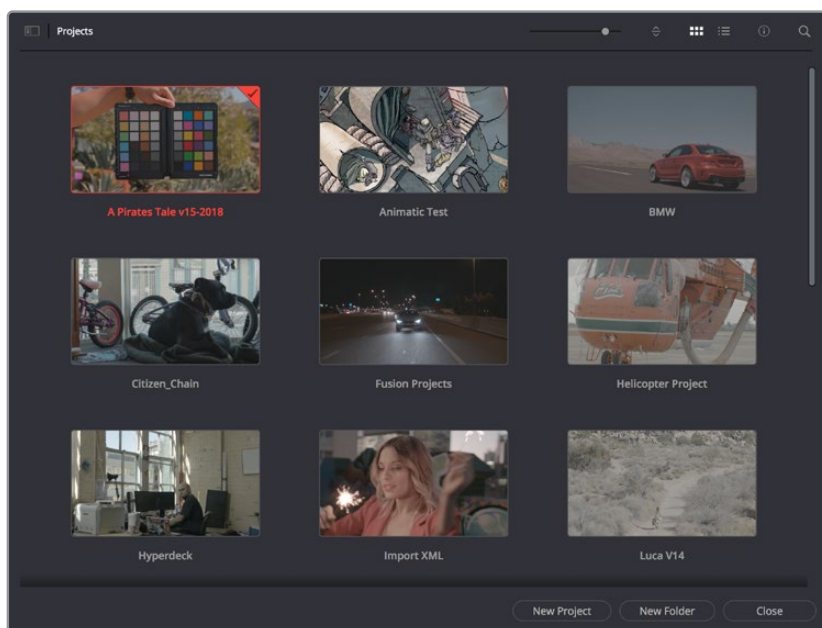 Projects
A Pirates Tale v15-2018
Animatic Test
BMW
Citizen_Chain
Fusion Projects
Helicopter Project
Hyperdeck
Import XML
Luca V14
New Project
New Folder
Close